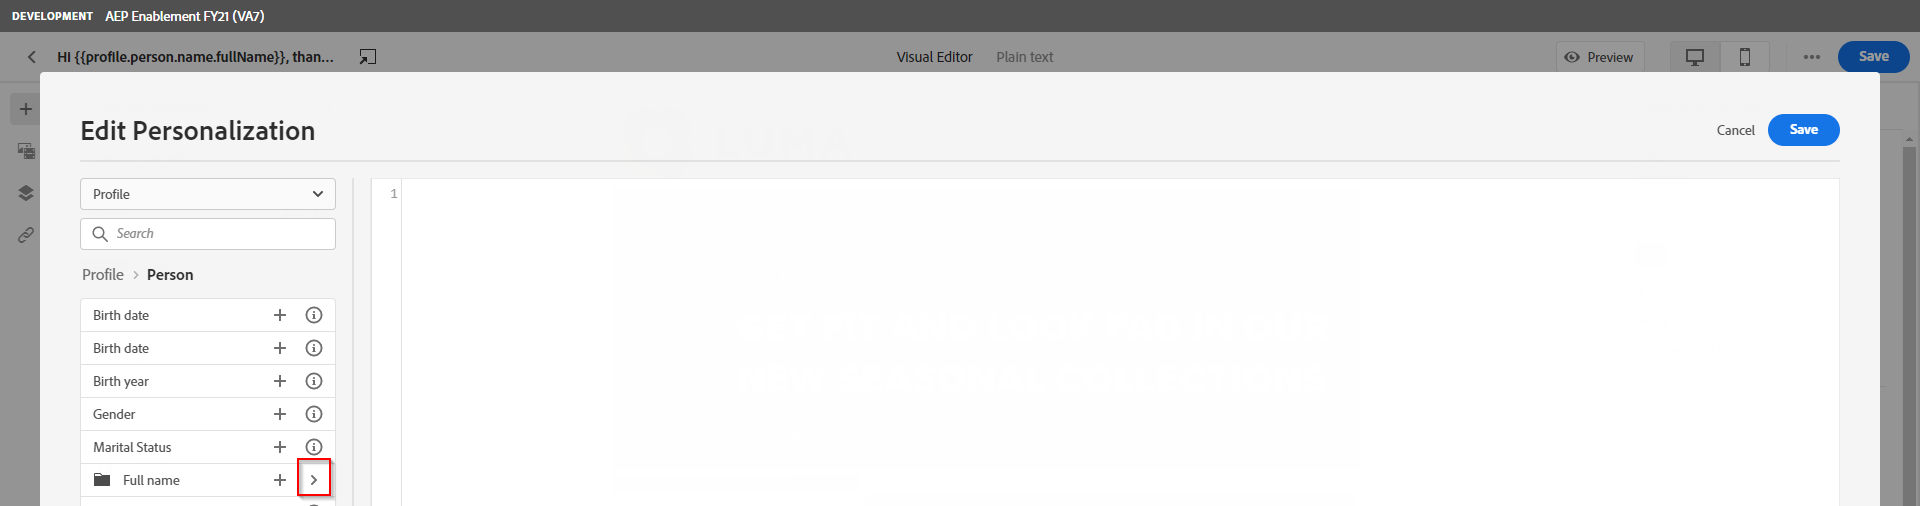 DEVELOPMENT AEP Enablement FY21 (VA7)
HI {{profile.person.name.fullName}}, than... Visual Editor Plain text Preview Save
Edit Personalization Cancel Save
Profile
Search
Profile > Person
1
Birth date
Birth date
Birth year
Gender
Marital Status
Full name